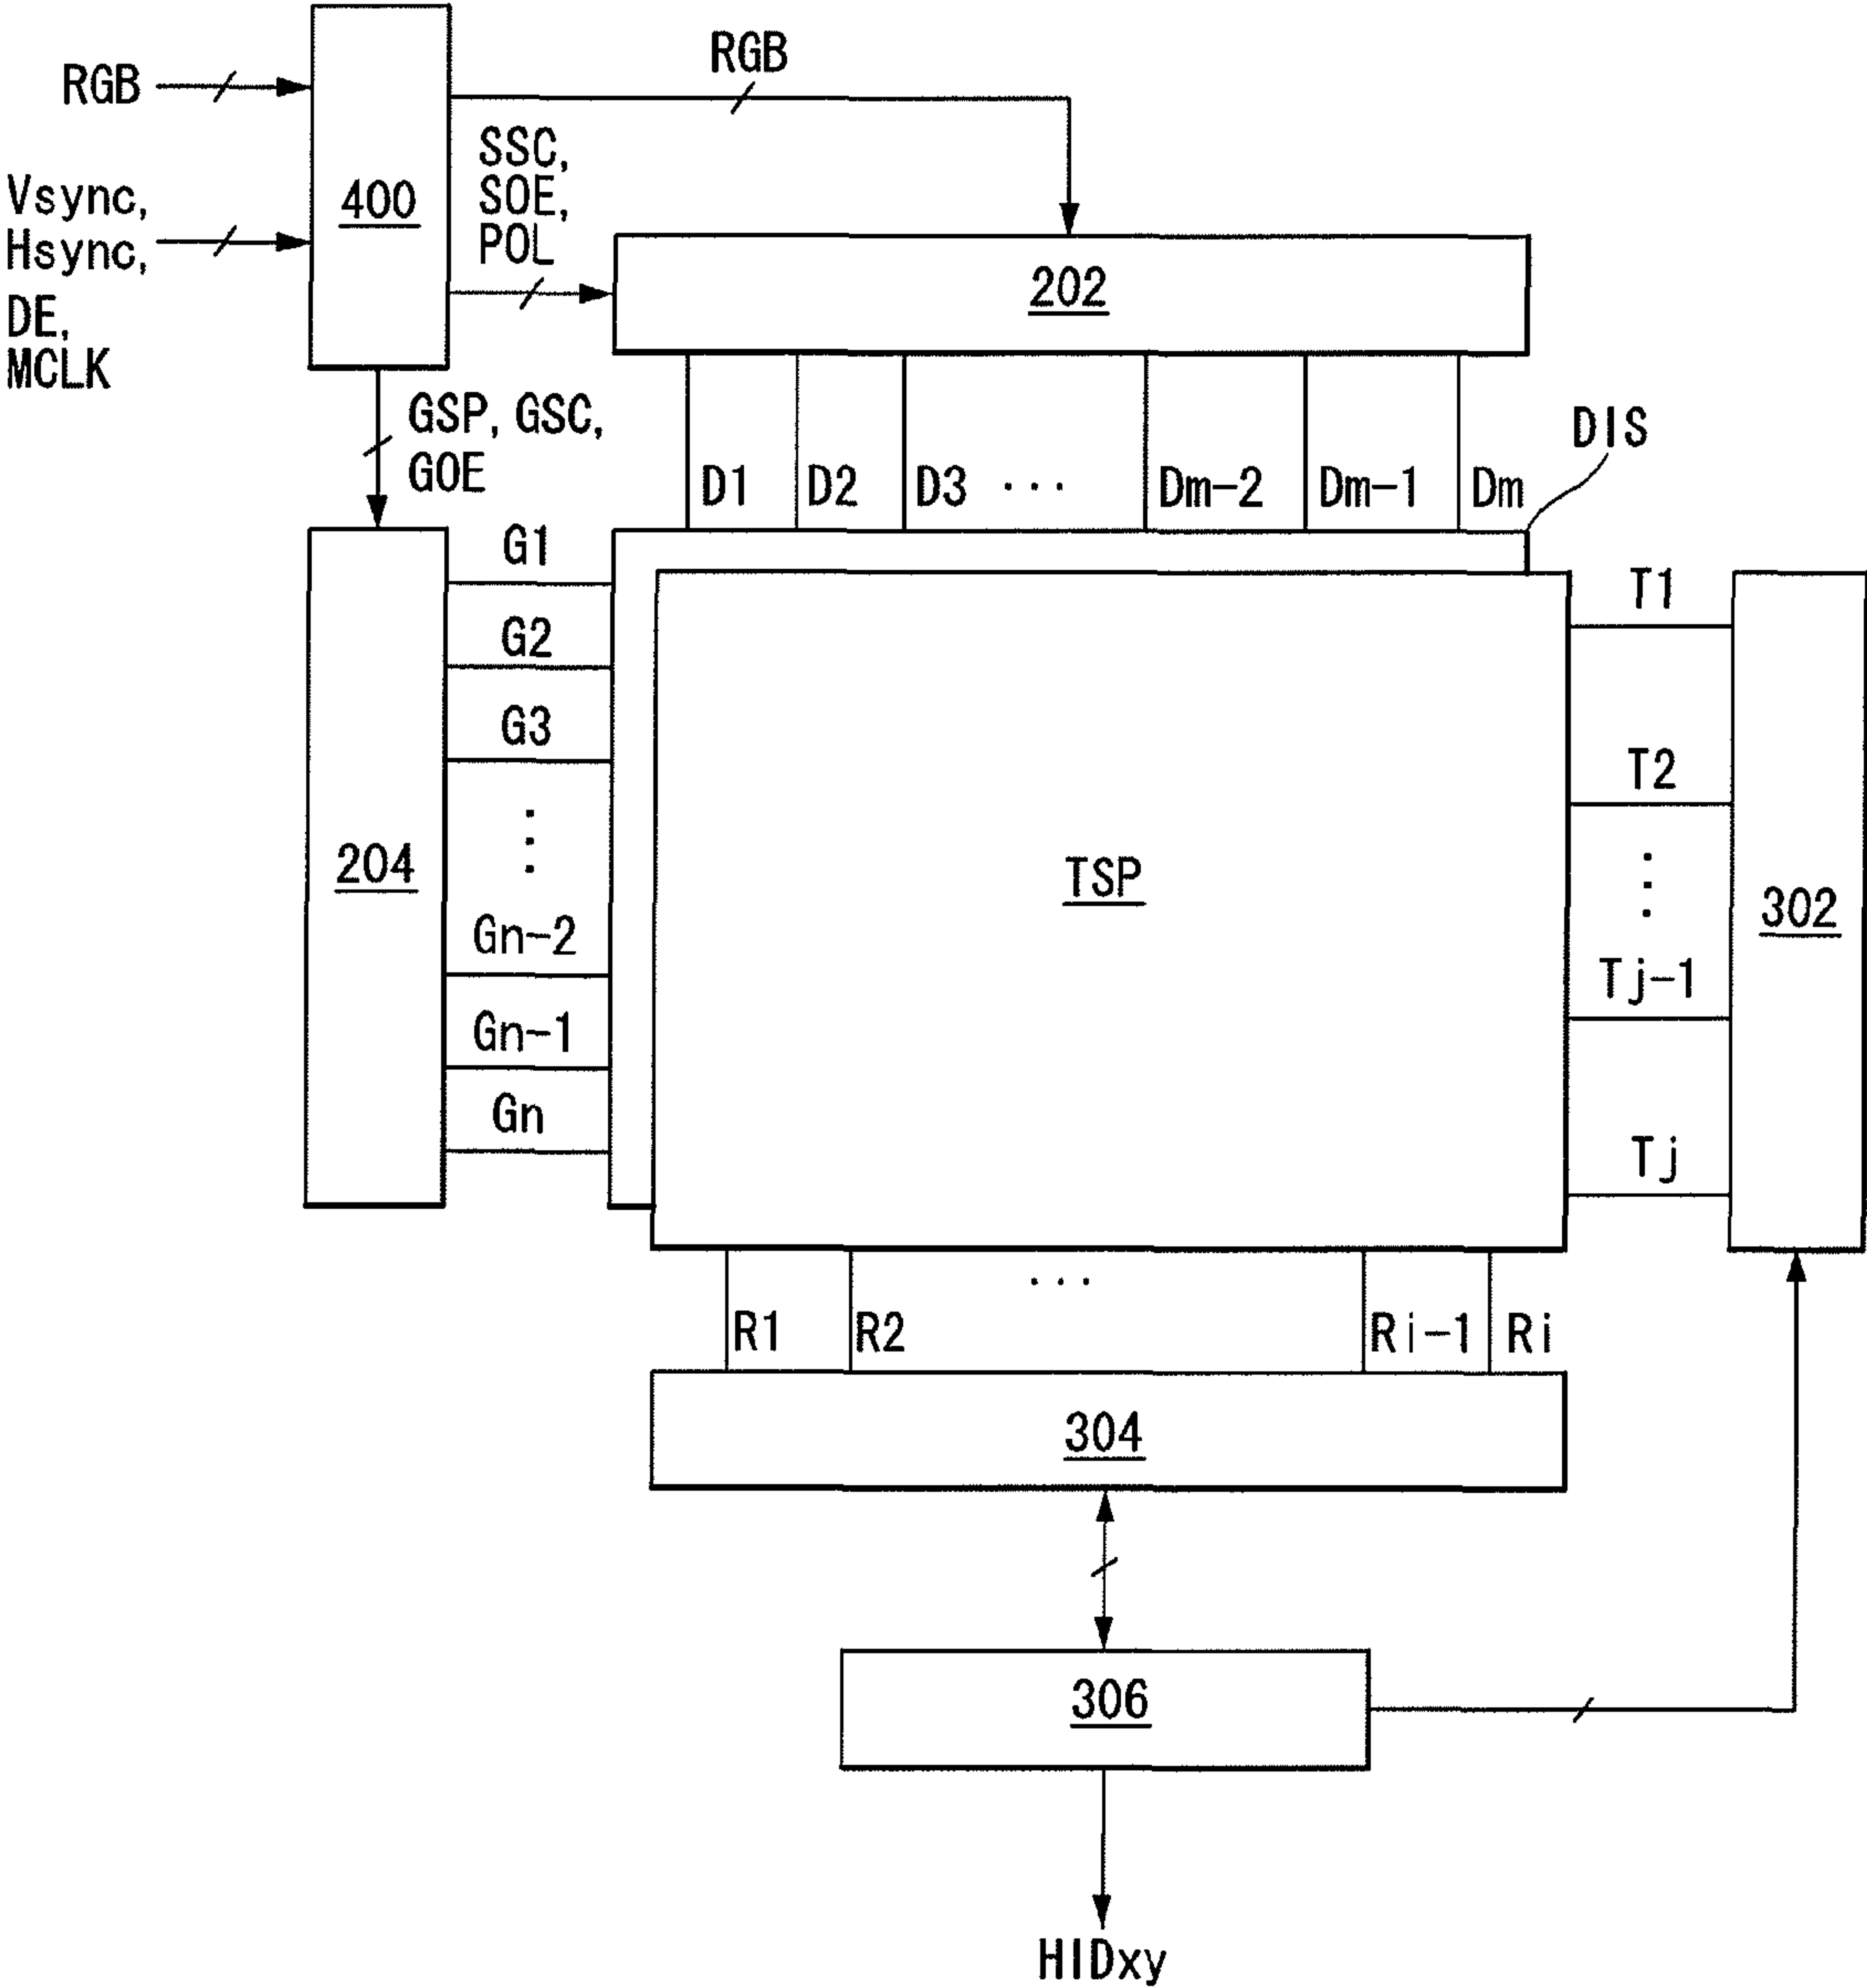 RGB
RGB
Vsync,
Hsync,
DE,
MCLK
400
SSC,
SOE,
POL
202
GSP, GSC,
GOE
D1 D2 D3 ... Dm-2 Dm-1 Dm
DIS
G1
G2
G3
⋮
Gn-2
Gn-1
Gn
204
TSP
T1
T2
⋮
Tj-1
Tj
302
...
R1 R2 Ri-1 Ri
304
306
HIDxy